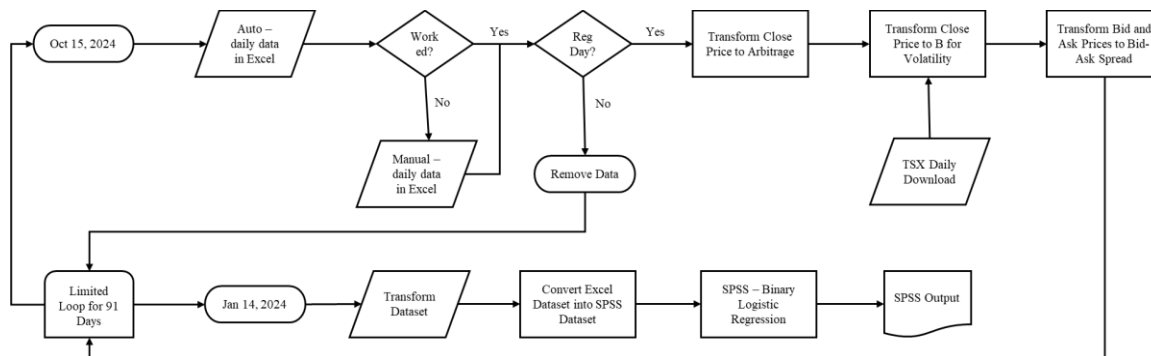 Oct 15, 2024
Auto –
daily data
in Excel
Work
ed?
Yes
No
Manual –
daily data
in Excel
Reg
Day?
Yes
No
Remove Data
Transform Close
Price to Arbitrage
Transform Close
Price to B for
Volatility
TSX Daily
Download
Transform Bid and
Ask Prices to Bid-
Ask Spread
Limited
Loop for 91
Days
Jan 14, 2024
Transform
Dataset
Convert Excel
Dataset into SPSS
Dataset
SPSS – Binary
Logistic
Regression
SPSS Output